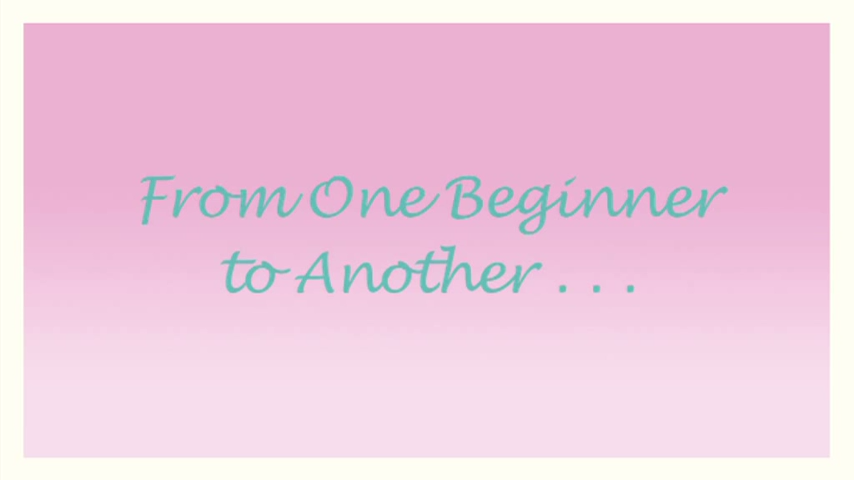 From One Beginner
to Another . . .